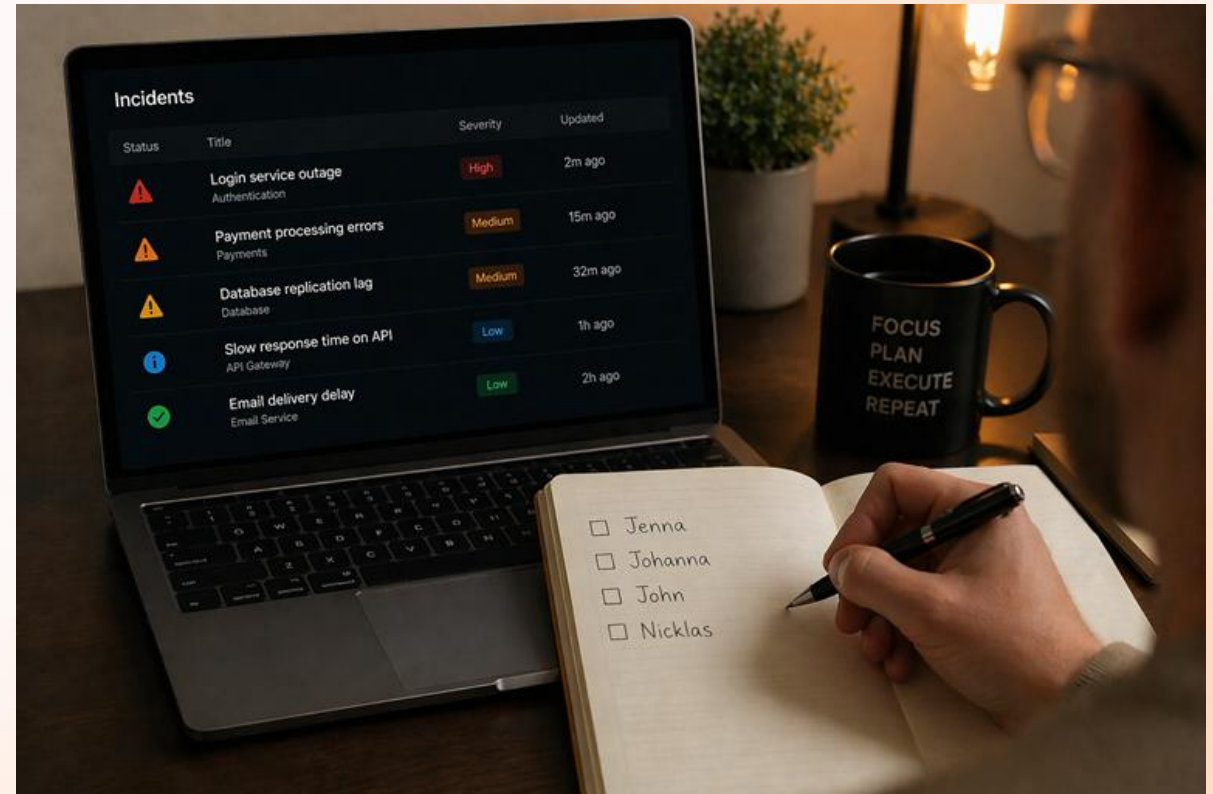 Incidents
Status Title Severity Updated
Login service outage High 2m ago
Authentication
Payment processing errors Medium 15m ago
Payments
Database replication lag Medium 32m ago
Database
Slow response time on API Low 1h ago
API Gateway
Email delivery delay Low 2h ago
Email Service
FOCUS
PLAN
EXECUTE
REPEAT
Jenna
Johanna
John
Nicklas